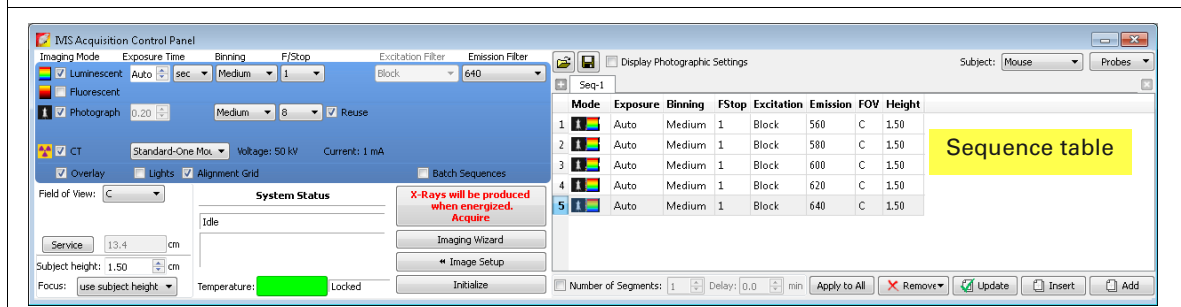 IVIS Acquisition Control Panel
Imaging Mode Exposure Time Binning F/Stop Excitation Filter Emission Filter
Luminescent Auto sec Medium 1 Block 640
Fluorescent
Photograph 0.20 Medium 8 Reuse
CT Standard-One Mou Voltage: 50 kV Current: 1 mA
Overlay Lights Alignment Grid Batch Sequences
Field of View: C
System Status
Idle
Service 13.4 cm
Subject height: 1.50 cm
Focus: use subject height
Temperature: Locked
X-Rays will be produced
when energized.
Acquire
Imaging Wizard
Image Setup
Initialize
Display Photographic Settings Subject: Mouse Probes
Seq-1
Mode Exposure Binning FStop Excitation Emission FOV Height
1 Auto Medium 1 Block 560 C 1.50
2 Auto Medium 1 Block 580 C 1.50
3 Auto Medium 1 Block 600 C 1.50
4 Auto Medium 1 Block 620 C 1.50
5 Auto Medium 1 Block 640 C 1.50
Sequence table
Number of Segments: 1 Delay: 0.0 min Apply to All Remove Update Insert Add